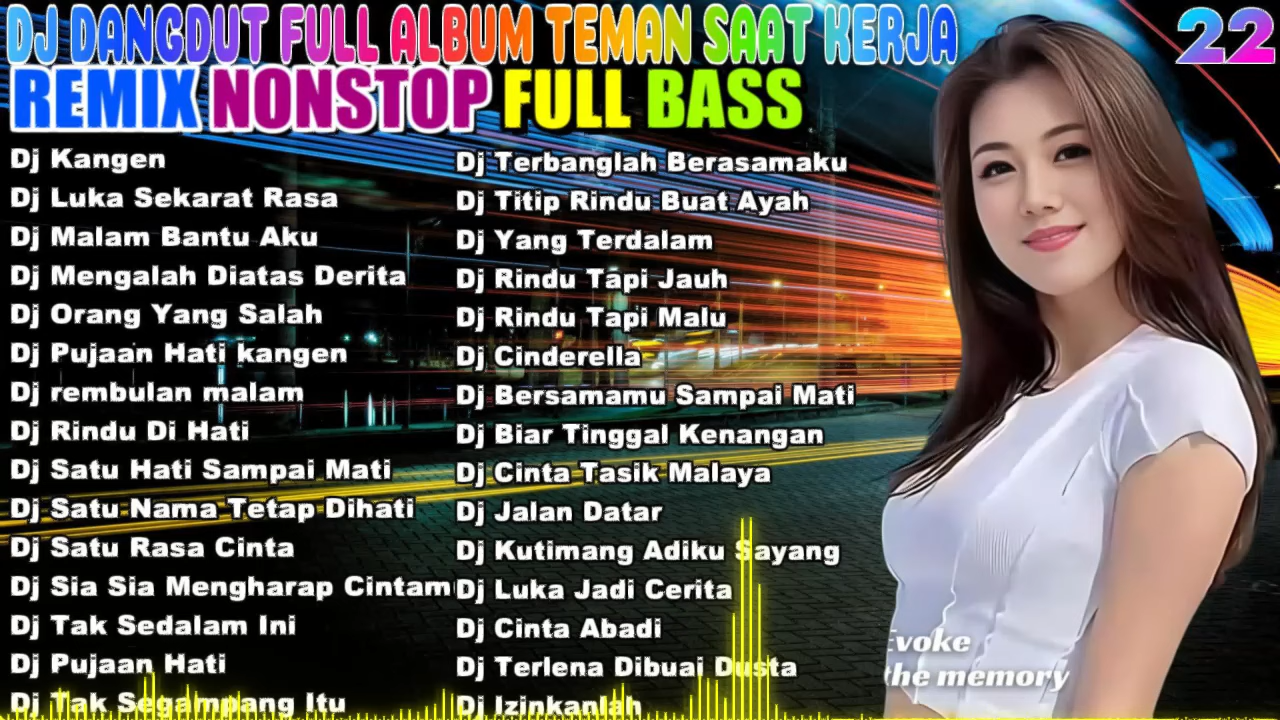 DJ DANGDUT FULL ALBUM TEMAN SAAT KERJA
22
REMIX NONSTOP FULL BASS
Dj Kangen
Dj Luka Sekarat Rasa
Dj Malam Bantu Aku
Dj Mengalah Diatas Derita
Dj Orang Yang Salah
Dj Pujaan Hati kangen
Dj rembulan malam
Dj Rindu Di Hati
Dj Satu Hati Sampai Mati
Dj Satu Nama Tetap Dihati
Dj Satu Rasa Cinta
Dj Sia Sia Mengharap Cintam
Dj Tak Sedalam Ini
Dj Pujaan Hati
Dj Tak Segampang Itu
Dj Terbanglah Berasamaku
Dj Titip Rindu Buat Ayah
Dj Yang Terdalam
Dj Rindu Tapi Jauh
Dj Rindu Tapi Malu
Dj Cinderella
Dj Bersamamu Sampai Mati
Dj Biar Tinggal Kenangan
Dj Cinta Tasik Malaya
Dj Jalan Datar
Dj Kutimang Adiku Sayang
Dj Luka Jadi Cerita
Dj Cinta Abadi
Dj Terlena Dibuai Dusta
Dj Izinkanlah
Evoke
the memory